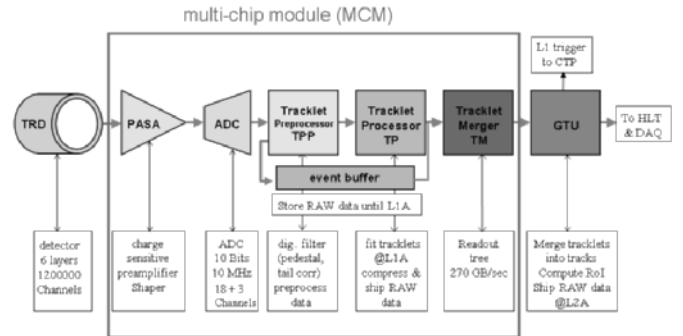 multi-chip module (MCM)
L1 trigger
to CTP
TRD
PASA
ADC
Tracklet
Preprocessor
TPP
Tracklet
Processor
TP
Tracklet
Merger
TM
GTU
To HLT
& DAQ
event buffer
Store RAW data until L1A
detector
6 layers
1200000
Channels
charge
sensitive
preamplifier
Shaper
ADC
10 Bits
10 MHz
18 + 3
Channels
dig. filter
(pedestal,
tail corr)
preprocess
data
fit tracklets
@L1A
compress &
ship RAW
data
Readout
tree
270 GB/sec
Merge tracklets
into tracks
Compute RoI
Ship RAW data
@L2A